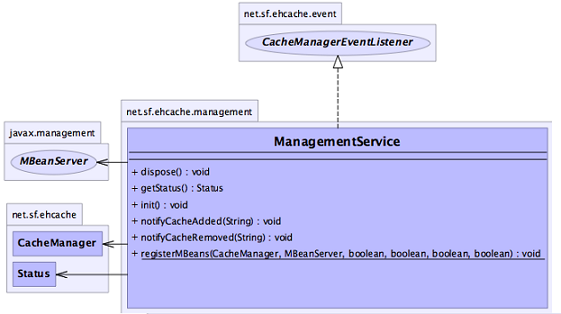 net.sf.ehcache.event
CacheManagerEventListener
net.sf.ehcache.management
javax.management
ManagementService
MBeanServer
+ dispose() : void
+ getStatus() : Status
+ init() : void
net.sf.ehcache
+ notifyCacheAdded(String) : void
CacheManager
+ notifyCacheRemoved(String) : void
+ registerMBeans(CacheManager, MBeanServer, boolean, boolean, boolean, boolean) : void
Status